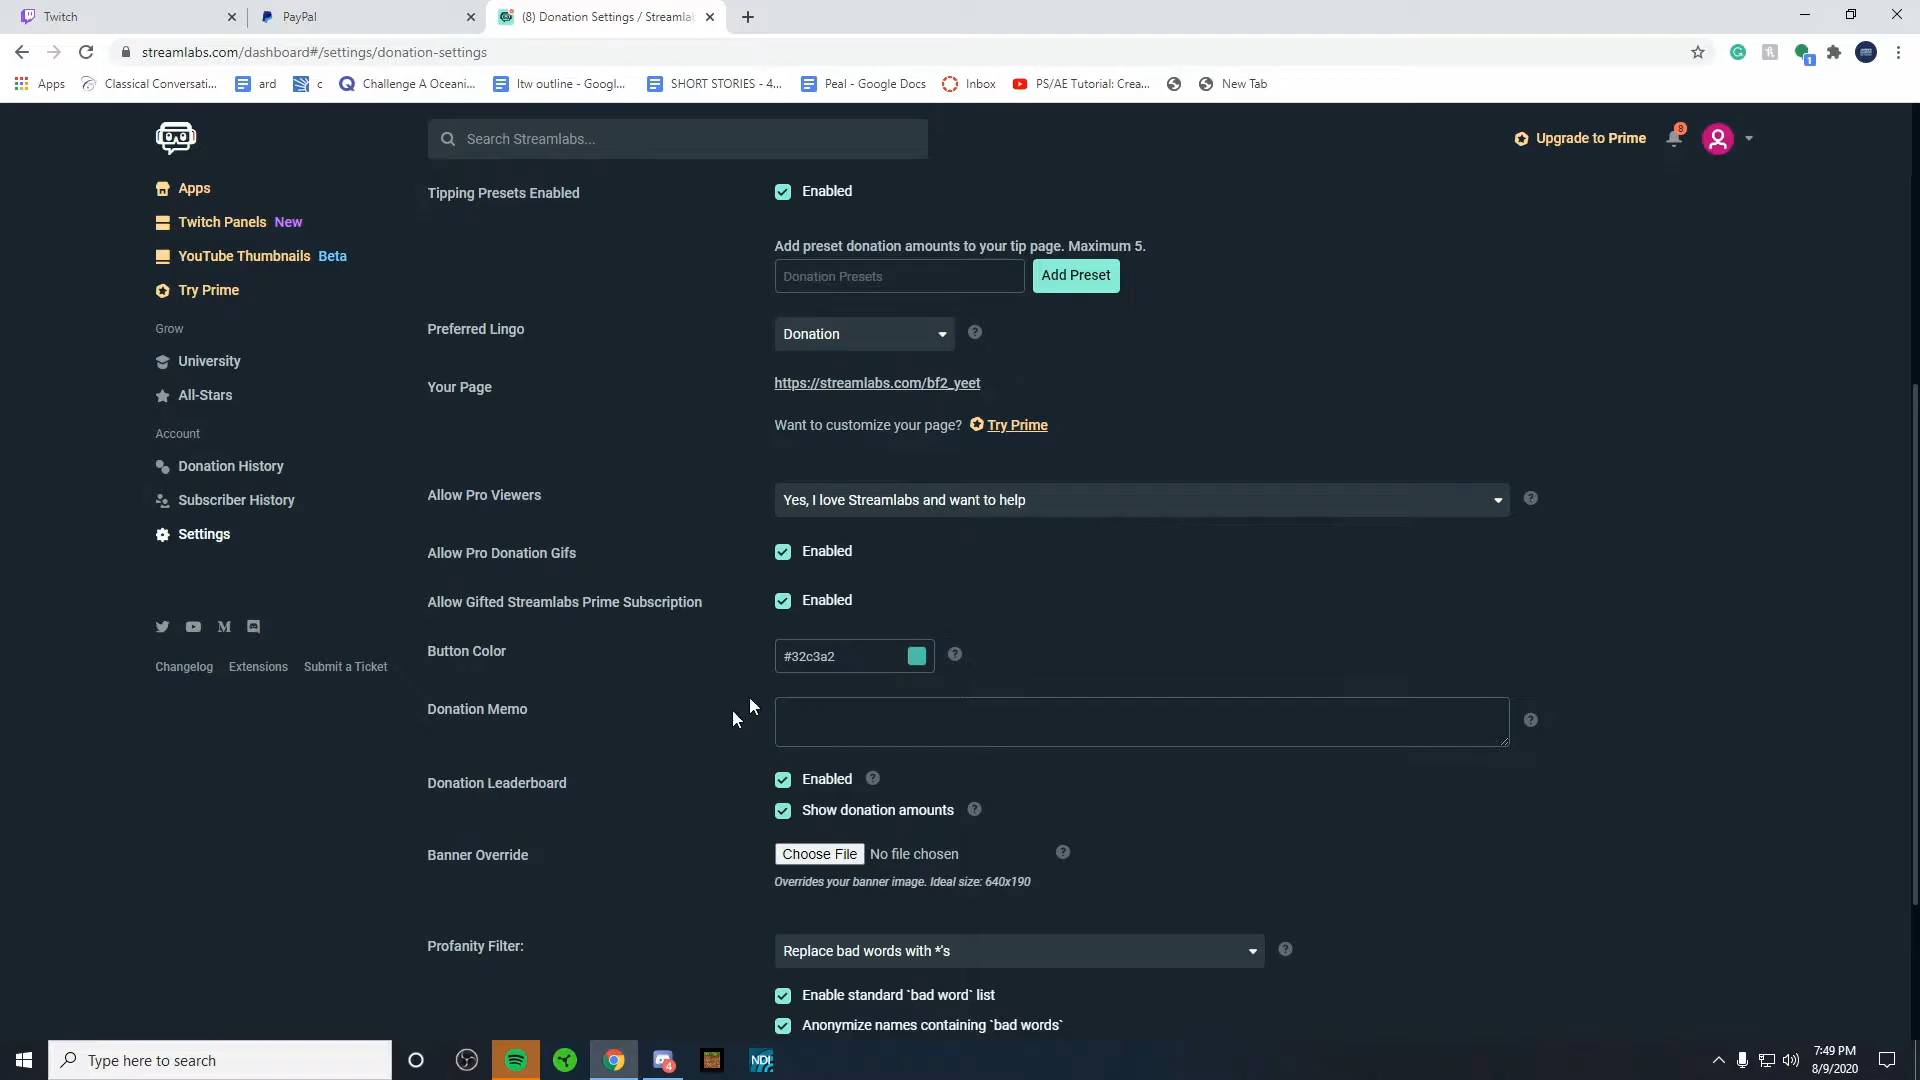 Twitch
PayPal
(8) Donation Settings / Streamla
streamlabs.com/dashboard#/settings/donation-settings
Apps
Classical Conversati...
ard
c
Challenge A Oceani...
ltw outline - Googl...
SHORT STORIES - 4...
Peal - Google Docs
Inbox
PS/AE Tutorial: Crea...
New Tab
1
Search Streamlabs...
Upgrade to Prime
8
Apps
Twitch Panels New
YouTube Thumbnails Beta
Try Prime
Grow
University
All-Stars
Account
Donation History
Subscriber History
Settings
Changelog
Extensions
Submit a Ticket
Tipping Presets Enabled
Enabled
Add preset donation amounts to your tip page. Maximum 5.
Donation Presets
Add Preset
Preferred Lingo
Donation
?
Your Page
https://streamlabs.com/bf2_yeet
Want to customize your page? Try Prime
Allow Pro Viewers
Yes, I love Streamlabs and want to help
?
Allow Pro Donation Gifs
Enabled
Allow Gifted Streamlabs Prime Subscription
Enabled
Button Color
#32c3a2
?
Donation Memo
?
Donation Leaderboard
Enabled
?
Show donation amounts
?
Banner Override
Choose File No file chosen
?
Overrides your banner image. Ideal size: 640x190
Profanity Filter:
Replace bad words with *'s
?
Enable standard `bad word` list
Anonymize names containing `bad words`
Type here to search
4
NDI
7:49 PM
8/9/2020